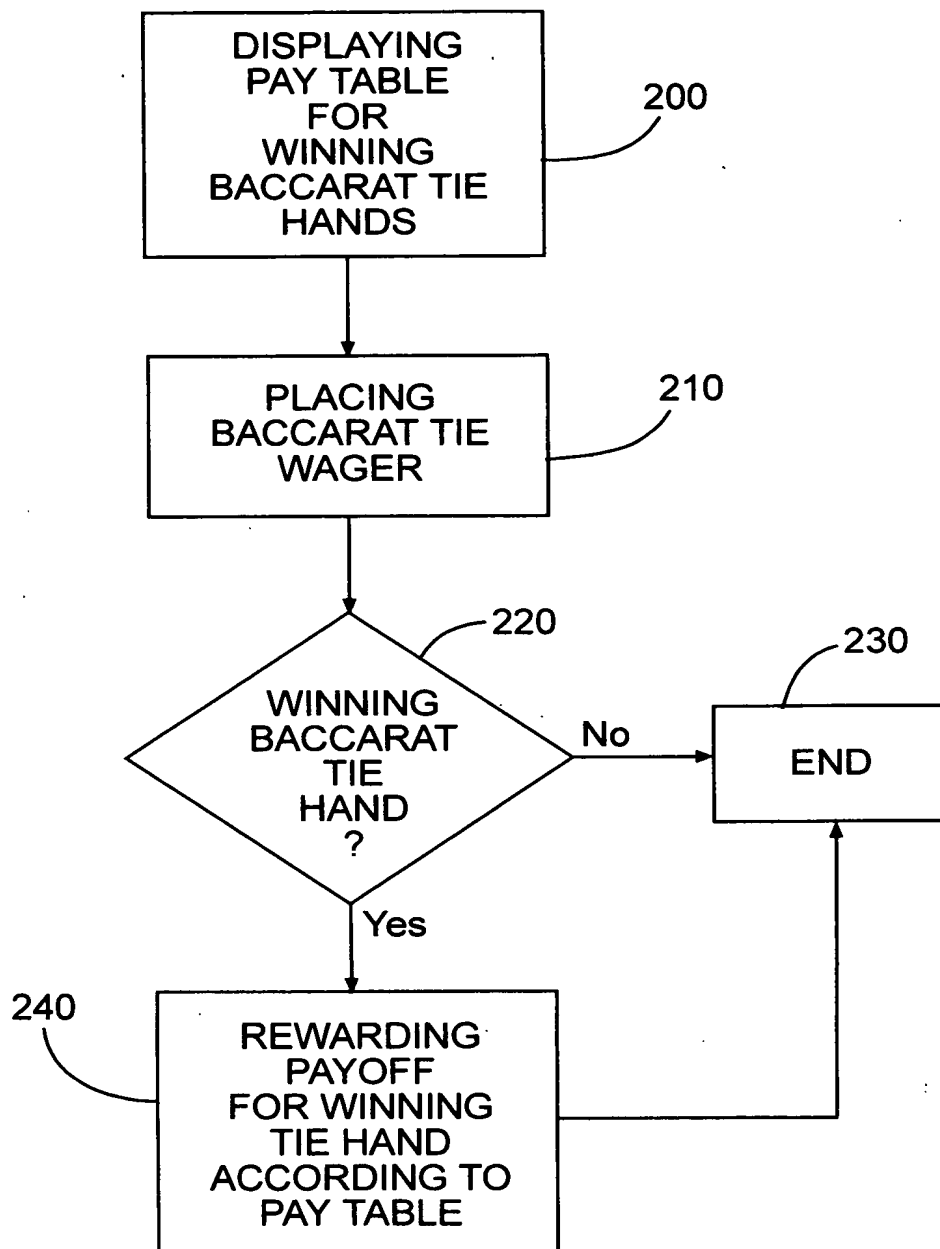 DISPLAYING
PAY TABLE
FOR
WINNING
BACCARAT TIE
HANDS
200
PLACING
BACCARAT TIE
WAGER
210
220
WINNING
BACCARAT
TIE
HAND
?
No
230
END
Yes
240
REWARDING
PAYOFF
FOR WINNING
TIE HAND
ACCORDING TO
PAY TABLE